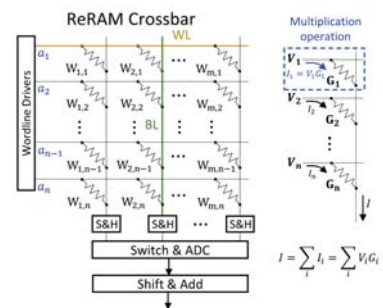 ReRAM Crossbar
WL
Wordline Drivers
a₁
W₁,₁ W₂,₁ ... Wₘ,₁
a₂
W₁,₂ W₂,₂ Wₘ,₂
BL
aₙ₋₁
W₁,ₙ₋₁ W₂,ₙ₋₁ ... Wₘ,ₙ₋₁
aₙ
W₁,ₙ W₂,ₙ Wₘ,ₙ
S&H S&H ... S&H
Switch & ADC
Shift & Add
Multiplication
operation
V₁
I₁ = V₁G₁
G₁
V₂
I₂
G₂
Vₙ
Iₙ
Gₙ
I
I = ∑ Iᵢ = ∑ VᵢGᵢ
i i